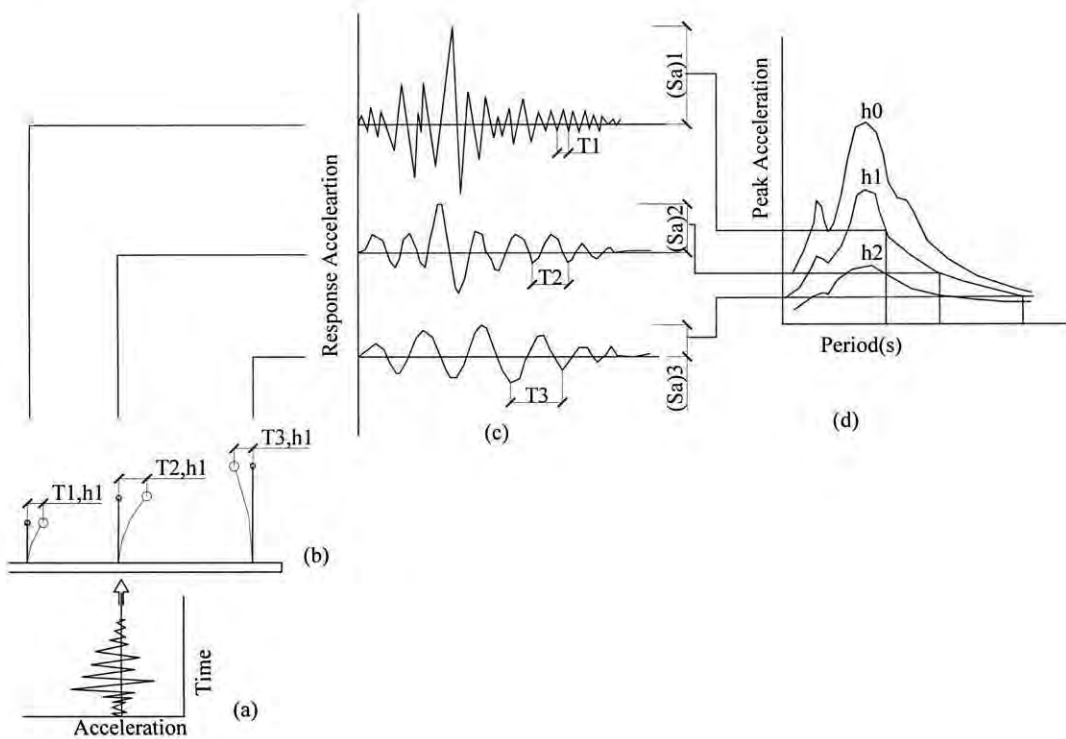 Response Acceleartion
T1
T2
T3
(Sa)1
(Sa)2
(Sa)3
(c)
Peak Acceleration
h0
h1
h2
Period(s)
(d)
T1,h1
T2,h1
T3,h1
(b)
Time
Acceleration
(a)